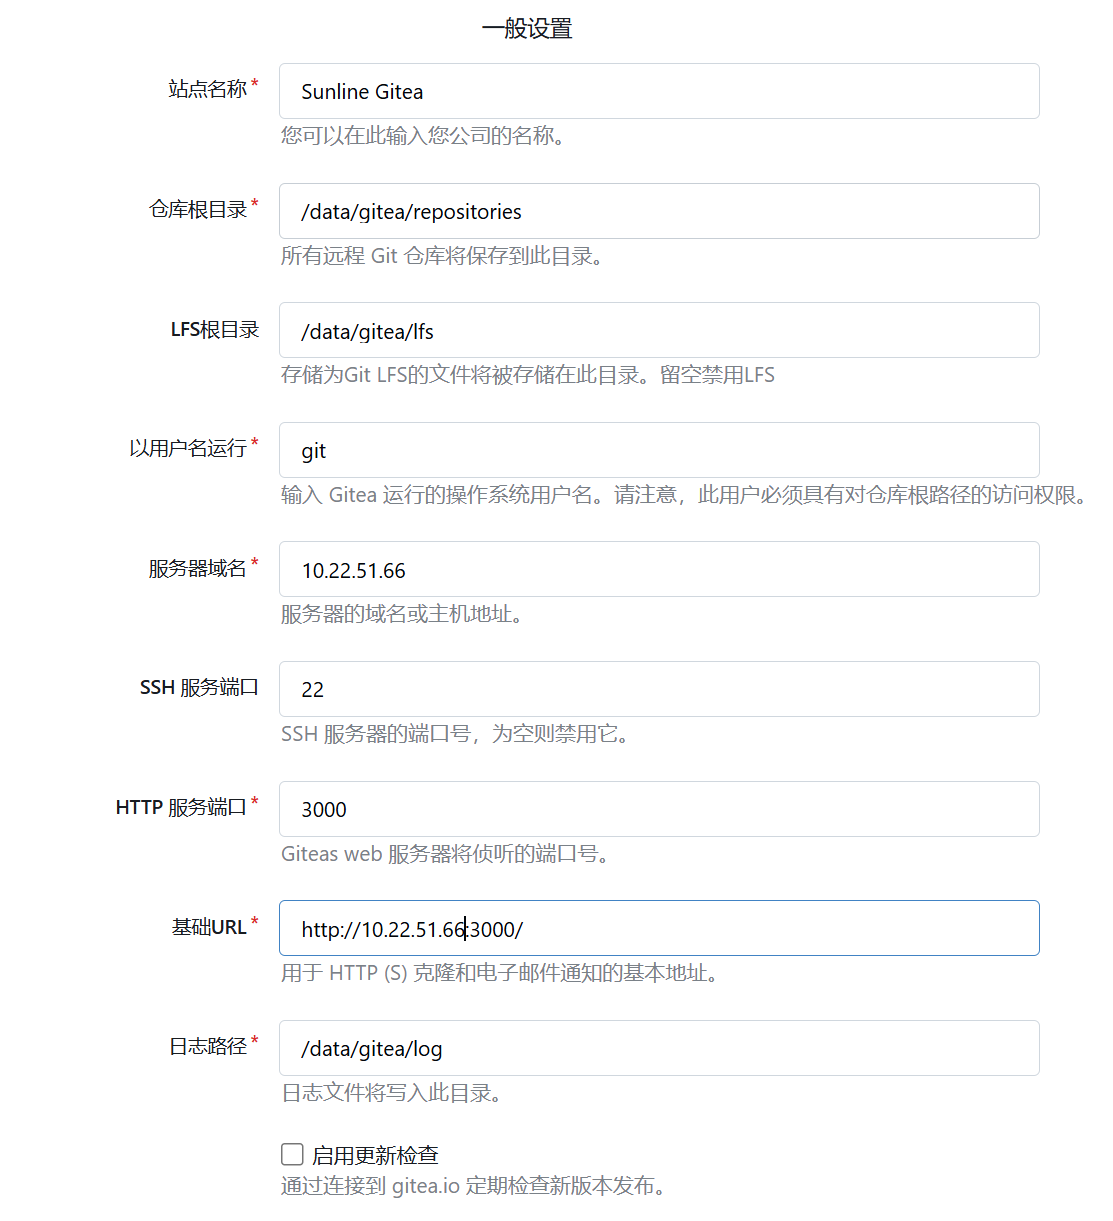 一般设置
站点名称*
Sunline Gitea
您可以在此输入您公司的名称。
仓库根目录*
/data/gitea/repositories
所有远程 Git 仓库将保存到此目录。
LFS根目录
/data/gitea/lfs
存储为Git LFS的文件将被存储在此目录。留空禁用LFS
以用户名运行*
git
输入 Gitea 运行的操作系统用户名。请注意，此用户必须具有对仓库根路径的访问权限。
服务器域名*
10.22.51.66
服务器的域名或主机地址。
SSH 服务端口
22
SSH 服务器的端口号，为空则禁用它。
HTTP 服务端口*
3000
Giteas web 服务器将侦听的端口号。
基础URL*
http://10.22.51.66:3000/
用于 HTTP (S) 克隆和电子邮件通知的基本地址。
日志路径*
/data/gitea/log
日志文件将写入此目录。
启用更新检查
通过连接到 gitea.io 定期检查新版本发布。